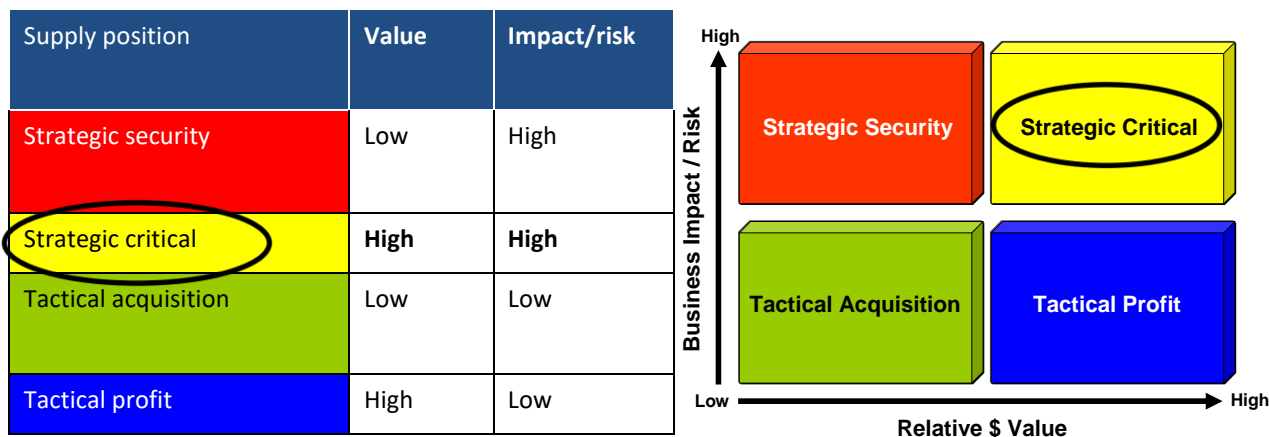 Supply position Value Impact/risk
Strategic security Low High
Strategic critical High High
Tactical acquisition Low Low
Tactical profit High Low
High
Business Impact / Risk
Strategic Security Strategic Critical
Tactical Acquisition Tactical Profit
Low High
Relative $ Value